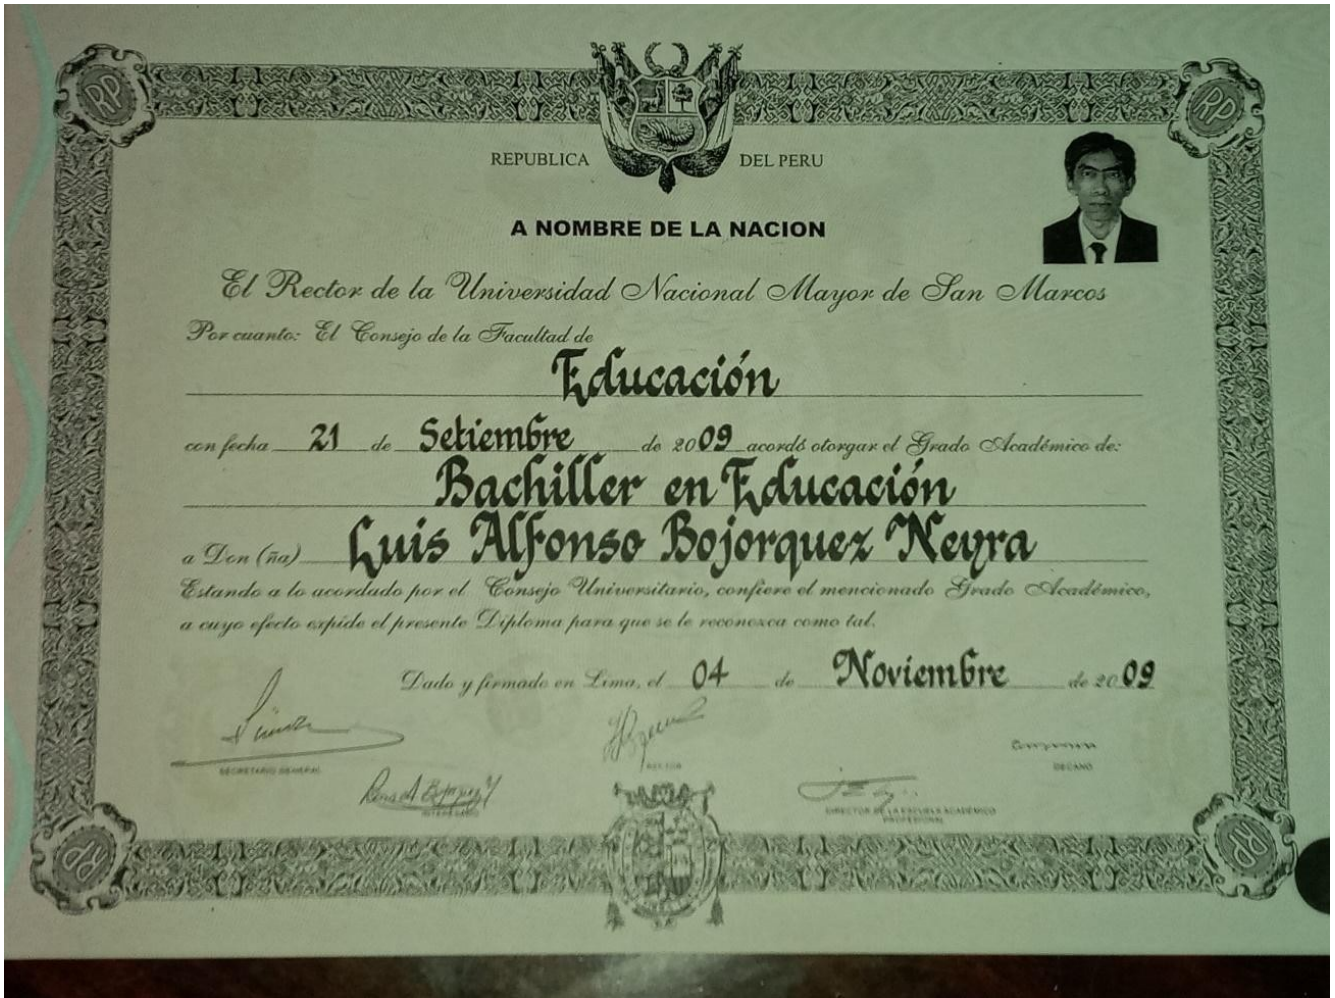 REPUBLICA DEL PERU
A NOMBRE DE LA NACION
El Rector de la Universidad Nacional Mayor de San Marcos
Por cuanto: El Consejo de la Facultad de
Educación
con fecha 21 de Setiembre de 2009 acordó otorgar el Grado Académico de:
Bachiller en Educación
a Don (ña) Luis Alfonso Bojorquez Neyra
Estando a lo acordado por el Consejo Universitario, confiere el mencionado Grado Académico,
a cuyo efecto expide el presente Diploma para que se le reconozca como tal.
Dado y firmado en Lima, el 04 de Noviembre de 2009
SECRETARIO GENERAL
RECTOR
DECANO
INTERESADO
DIRECTOR DE LA ESCUELA ACADEMICO
PROFESIONAL
RP
RP
RP
RP